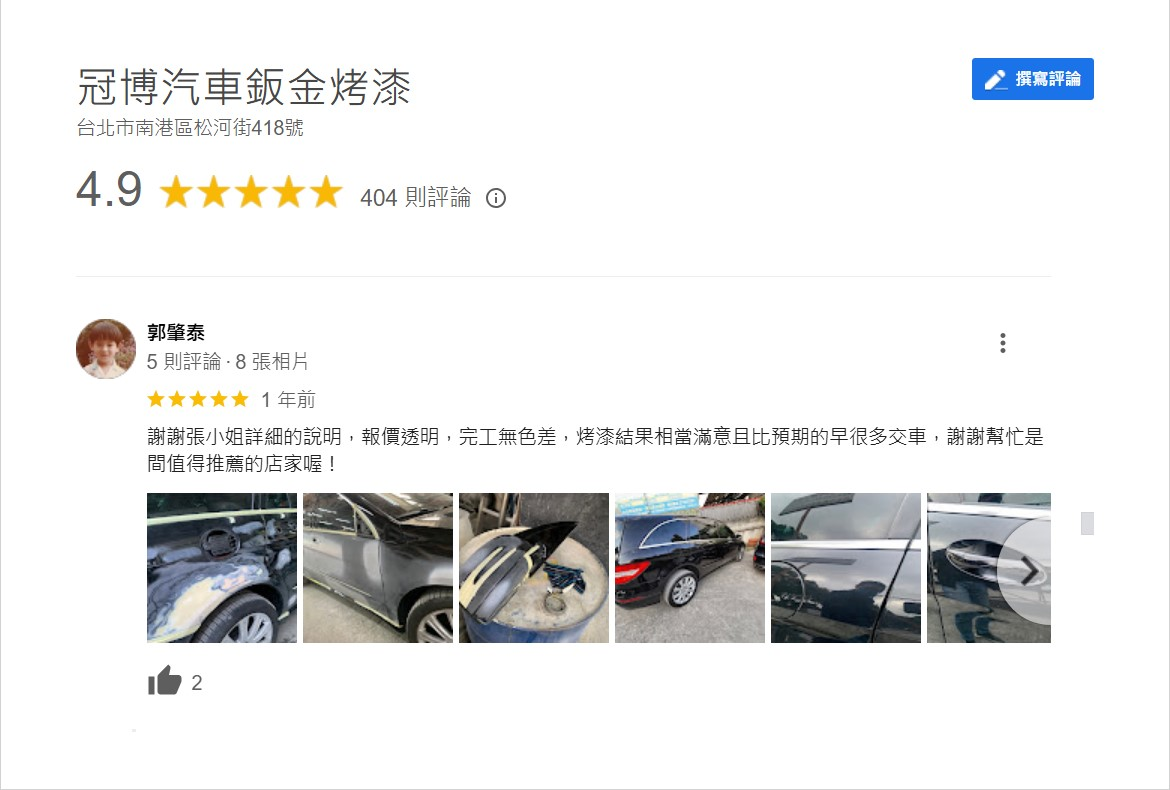 冠博汽車鈑金烤漆
撰寫評論
台北市南港區松河街418號
4.9
404 則評論
郭肇泰
5 則評論 · 8 張相片
1 年前
謝謝張小姐詳細的說明，報價透明，完工無色差，烤漆結果相當滿意且比預期的早很多交車，謝謝幫忙是
間值得推薦的店家喔！
2